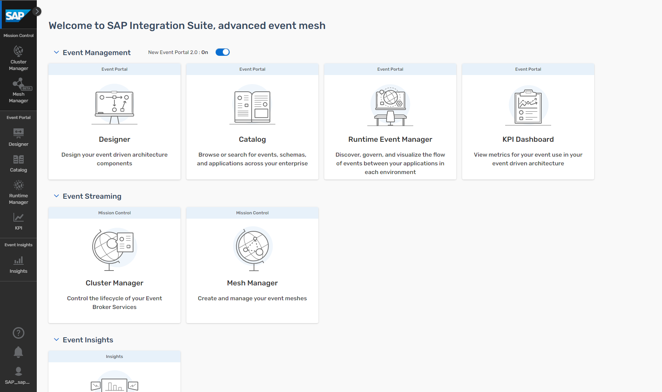 SAP
Mission Control
Cluster
Manager
Mesh
Manager
Event Portal
Designer
Catalog
Runtime
Manager
KPI
Event Insights
Insights
SAP_sap_...
Welcome to SAP Integration Suite, advanced event mesh
Event Management
New Event Portal 2.0 : On
Event Portal
Designer
Design your event driven architecture
components
Event Portal
Catalog
Browse or search for events, schemas,
and applications across your enterprise
Event Portal
Runtime Event Manager
Discover, govern, and visualize the flow
of events between your applications in
each environment
Event Portal
KPI Dashboard
View metrics for your event use in your
event driven architecture
Event Streaming
Mission Control
Cluster Manager
Control the lifecycle of your Event
Broker Services
Mission Control
Mesh Manager
Create and manage your event meshes
Event Insights
Insights